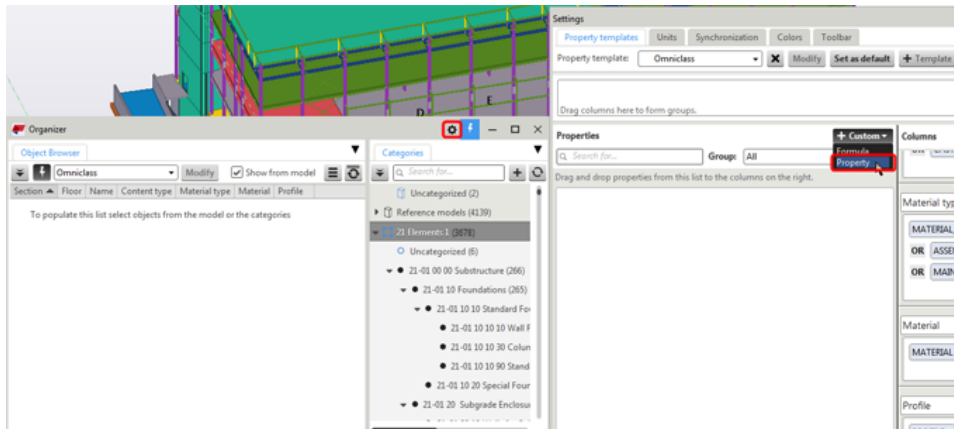 D
E
Organizer
Object Browser
Omniclass
Modify
Show from model
Section Floor Name Content type Material type Material Profile
To populate this list select objects from the model or the categories
Categories
Search for...
Uncategorized (2)
Reference models (4139)
21 Elements 1 (3678)
Uncategorized (6)
21-01 00 00 Substructure (266)
21-01 10 Foundations (265)
21-01 10 10 Standard Fo
21-01 10 10 10 Wall F
21-01 10 10 30 Colum
21-01 10 10 90 Stand
21-01 10 20 Special Foun
21-01 20 Subgrade Enclosu
Settings
Property templates Units Synchronization Colors Toolbar
Property template: Omniclass Modify Set as default + Template
Drag columns here to form groups.
Properties
+ Custom
Search for...
Group: All
Formula
Property
Drag and drop properties from this list to the columns on the right.
Columns
Material typ
MATERIAL
OR ASSE
OR MAIN
Material
MATERIAL
Profile